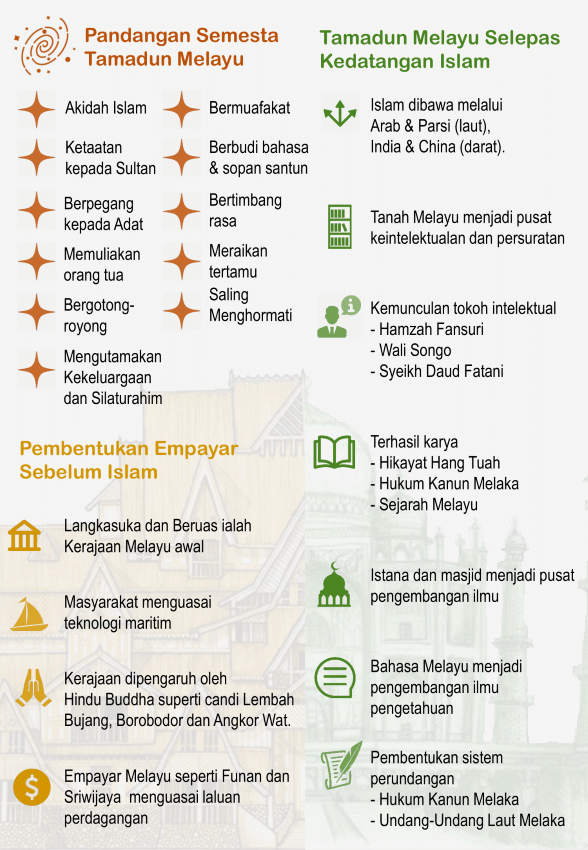 Pandangan Semesta
Tamadun Melayu
Akidah Islam
Ketaatan
kepada Sultan
Berpegang
kepada Adat
Memuliakan
orang tua
Bergotong-
royong
Mengutamakan
Kekeluargaan
dan Silaturahim
Bermuafakat
Berbudi bahasa
& sopan santun
Bertimbang
rasa
Meraikan
tertamu
Saling
Menghormati
Pembentukan Empayar
Sebelum Islam
Langkasuka dan Beruas ialah
Kerajaan Melayu awal
Masyarakat menguasai
teknologi maritim
Kerajaan dipengaruh oleh
Hindu Buddha superti candi Lembah
Bujang, Borobodor dan Angkor Wat.
$
Empayar Melayu seperti Funan dan
Sriwijaya menguasai laluan
perdagangan
Tamadun Melayu Selepas
Kedatangan Islam
Islam dibawa melalui
Arab & Parsi (laut),
India & China (darat).
Tanah Melayu menjadi pusat
keintelektualan dan persuratan
i
Kemunculan tokoh intelektual
- Hamzah Fansuri
- Wali Songo
- Syeikh Daud Fatani
Terhasil karya
- Hikayat Hang Tuah
- Hukum Kanun Melaka
- Sejarah Melayu
Istana dan masjid menjadi pusat
pengembangan ilmu
Bahasa Melayu menjadi
pengembangan ilmu
pengetahuan
Pembentukan sistem
perundangan
- Hukum Kanun Melaka
- Undang-Undang Laut Melaka